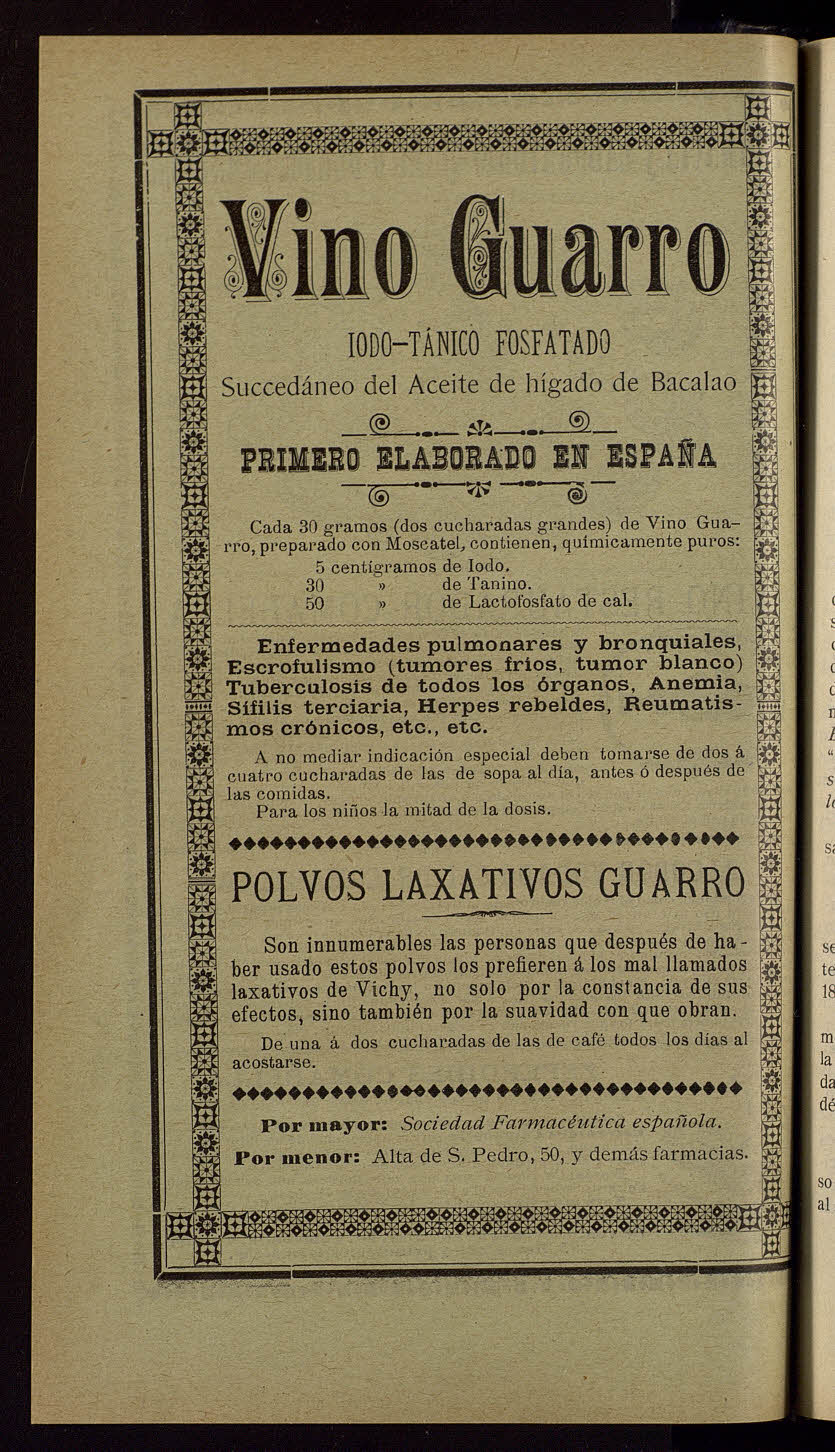 Vino Guarro
IODO-TÁNICO FOSFATADO
Succedáneo del Aceite de hígado de Bacalao
PRIMERO ELABORADO EN ESPAÑA
Cada 30 gramos (dos cucharadas grandes) de Vino Gua-
rro, preparado con Moscatel, contienen, químicamente puros:
5 centigramos de Iodo.
30 » de Tanino.
50 » de Lactofosfato de cal.
Enfermedades pulmonares y bronquiales,
Escrofulismo (tumores frios, tumor blanco)
Tuberculosis de todos los órganos, Anemia,
Sífilis terciaria, Herpes rebeldes, Reumatis-
mos crónicos, etc., etc.
A no mediar indicación especial deben tomarse de dos á
cuatro cucharadas de las de sopa al día, antes ó después de
las comidas.
Para los niños la mitad de la dosis.
POLVOS LAXATIVOS GUARRO
Son innumerables las personas que después de ha-
ber usado estos polvos los prefieren á los mal llamados
laxativos de Vichy, no solo por la constancia de sus
efectos, sino también por la suavidad con que obran.
De una á dos cucharadas de las de café todos los días al
acostarse.
Por mayor: Sociedad Farmacéutica española.
Por menor: Alta de S. Pedro, 50, y demás farmacias.